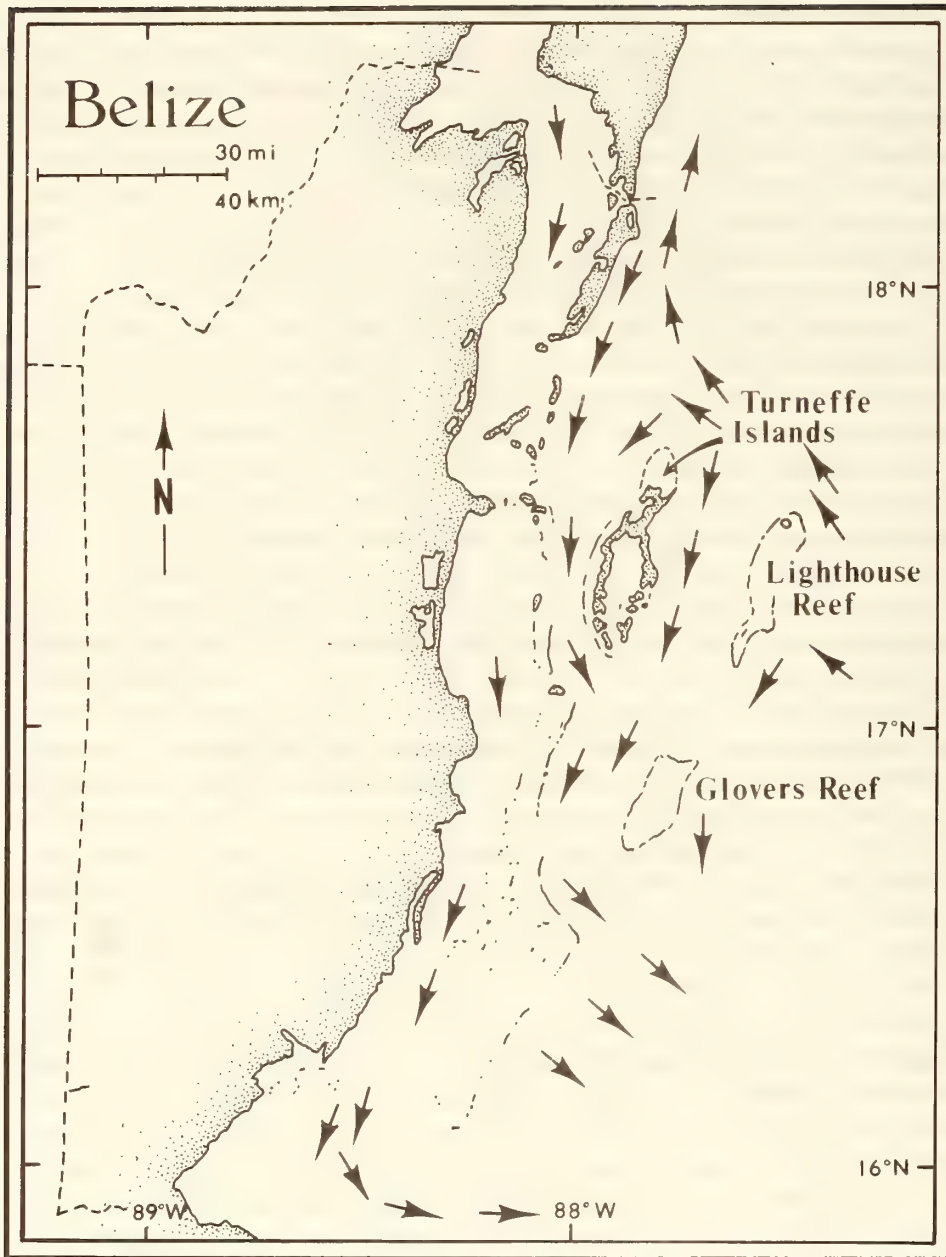 Belize
30 mi
40 km
18°N
Turneffe
Islands
N
Lighthouse
Reef
17°N
Glovers Reef
16°N
89°W
88°W